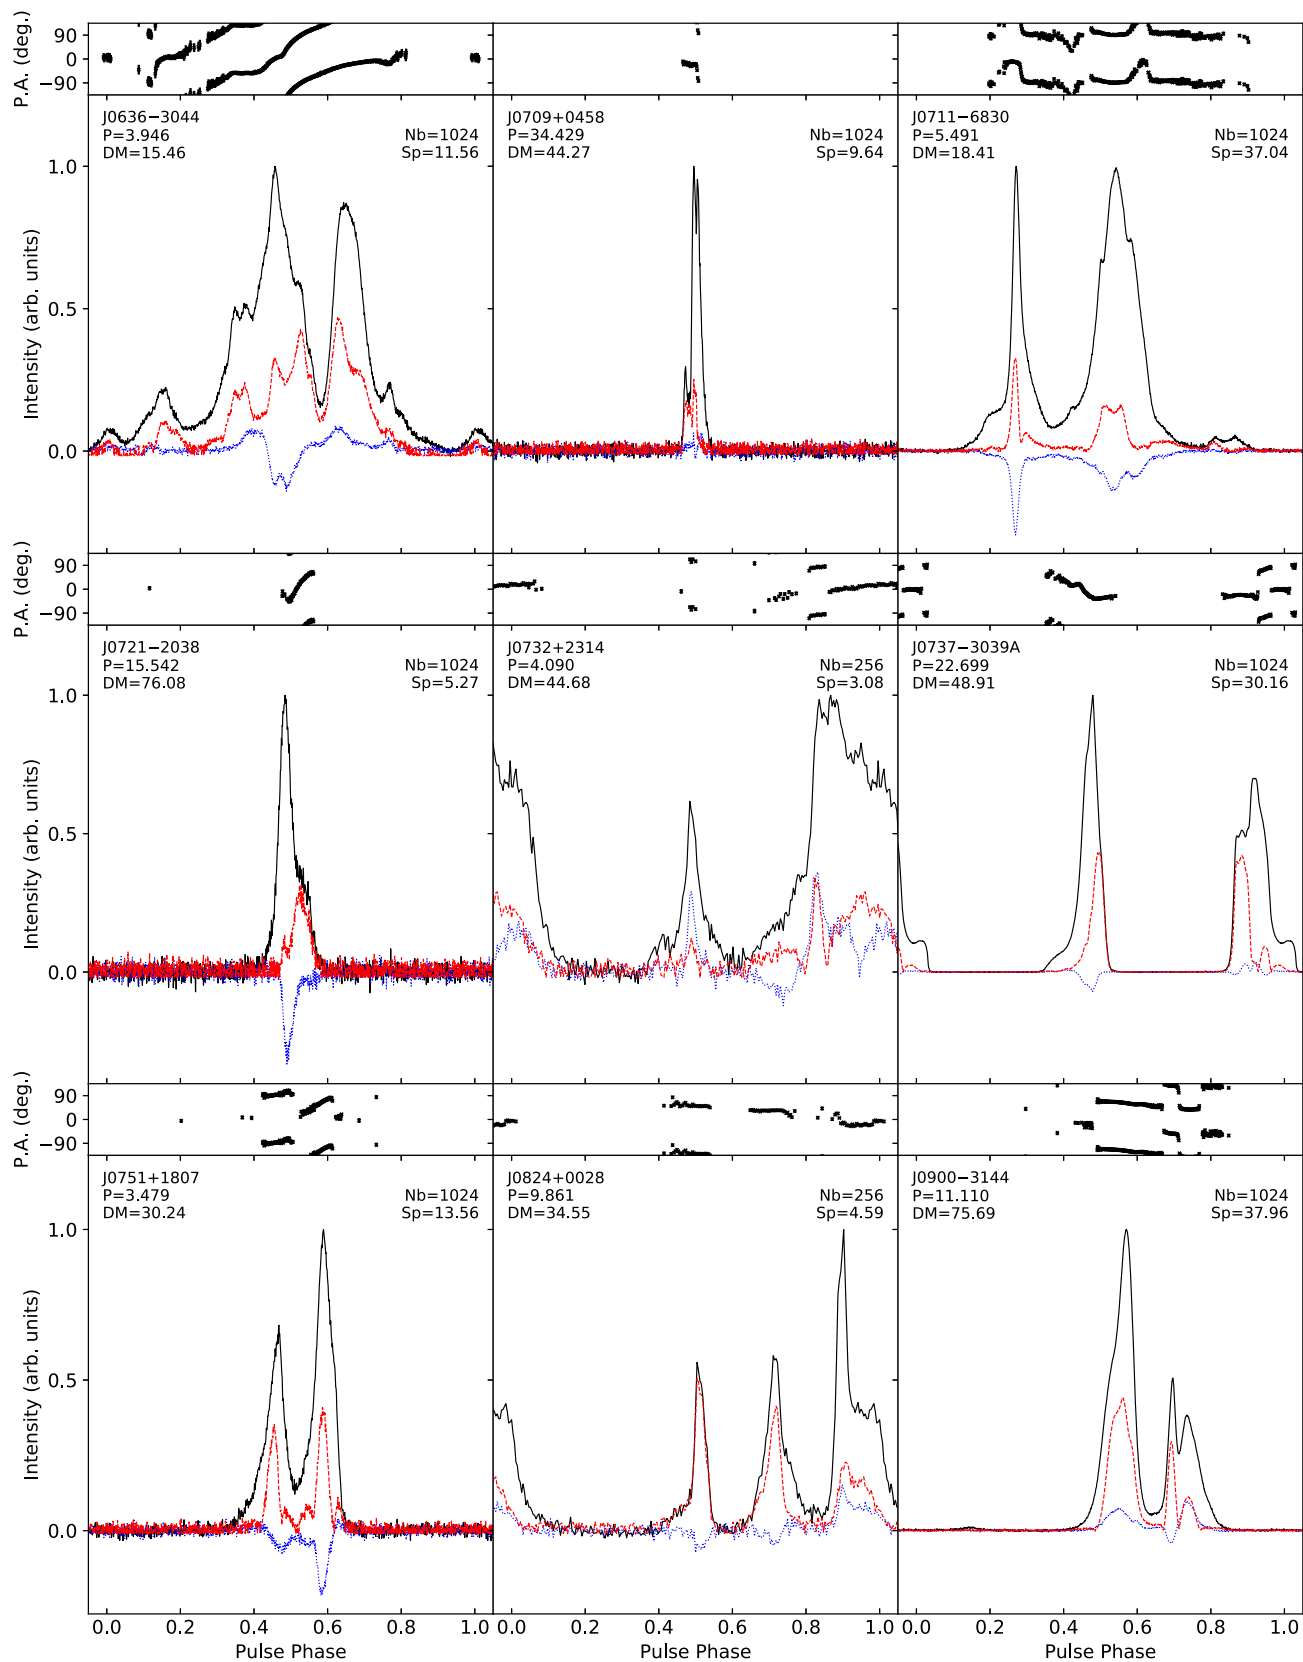 P.A. (deg.)
90
0
−90
J0636−3044
P=3.946
DM=15.46
Nb=1024
Sp=11.56
J0709+0458
P=34.429
DM=44.27
Nb=1024
Sp=9.64
J0711−6830
P=5.491
DM=18.41
Nb=1024
Sp=37.04
Intensity (arb. units)
1.0
0.5
0.0
P.A. (deg.)
90
0
−90
J0721−2038
P=15.542
DM=76.08
Nb=1024
Sp=5.27
J0732+2314
P=4.090
DM=44.68
Nb=256
Sp=3.08
J0737−3039A
P=22.699
DM=48.91
Nb=1024
Sp=30.16
Intensity (arb. units)
1.0
0.5
0.0
P.A. (deg.)
90
0
−90
J0751+1807
P=3.479
DM=30.24
Nb=1024
Sp=13.56
J0824+0028
P=9.861
DM=34.55
Nb=256
Sp=4.59
J0900−3144
P=11.110
DM=75.69
Nb=1024
Sp=37.96
Intensity (arb. units)
1.0
0.5
0.0
0.0 0.2 0.4 0.6 0.8 1.0
0.0 0.2 0.4 0.6 0.8 1.0
0.0 0.2 0.4 0.6 0.8 1.0
Pulse Phase
Pulse Phase
Pulse Phase